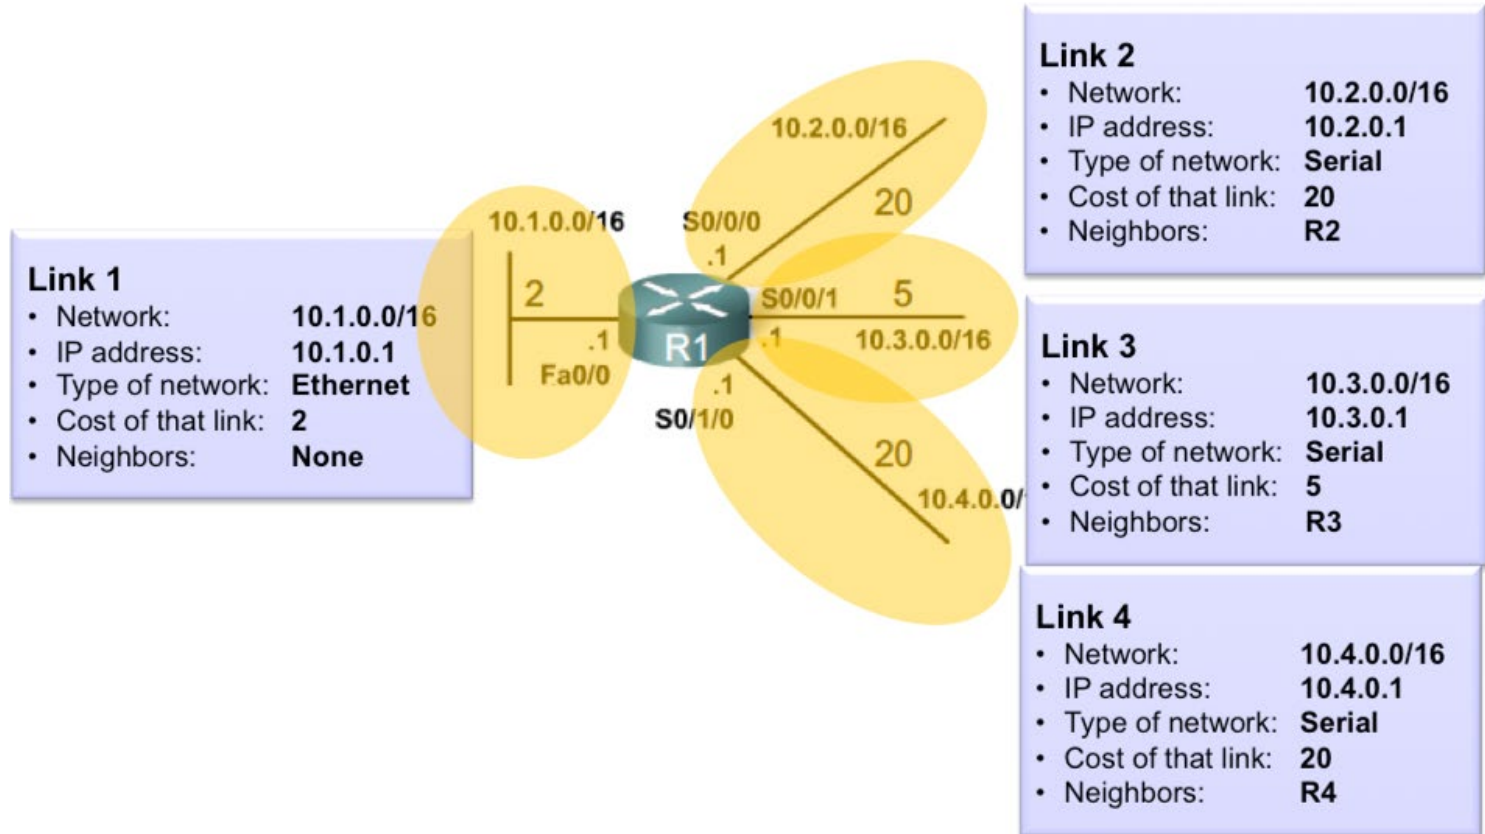 Link 1
• Network: 10.1.0.0/16
• IP address: 10.1.0.1
• Type of network: Ethernet
• Cost of that link: 2
• Neighbors: None
10.1.0.0/16
2
.1
Fa0/0
R1
10.2.0.0/16
20
S0/0/0
.1
S0/0/1
5
.1
10.3.0.0/16
.1
S0/1/0
20
10.4.0.0/
Link 2
• Network: 10.2.0.0/16
• IP address: 10.2.0.1
• Type of network: Serial
• Cost of that link: 20
• Neighbors: R2
Link 3
• Network: 10.3.0.0/16
• IP address: 10.3.0.1
• Type of network: Serial
• Cost of that link: 5
• Neighbors: R3
Link 4
• Network: 10.4.0.0/16
• IP address: 10.4.0.1
• Type of network: Serial
• Cost of that link: 20
• Neighbors: R4